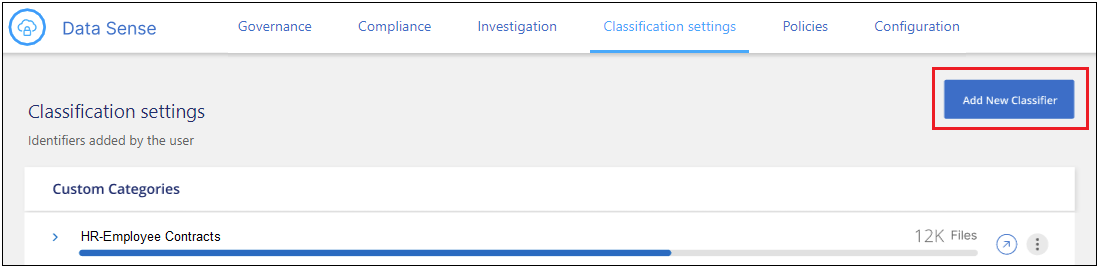 Data Sense Governance Compliance Investigation Classification settings Policies Configuration
Add New Classifier
Classification settings
Identifiers added by the user
Custom Categories
HR-Employee Contracts 12K Files